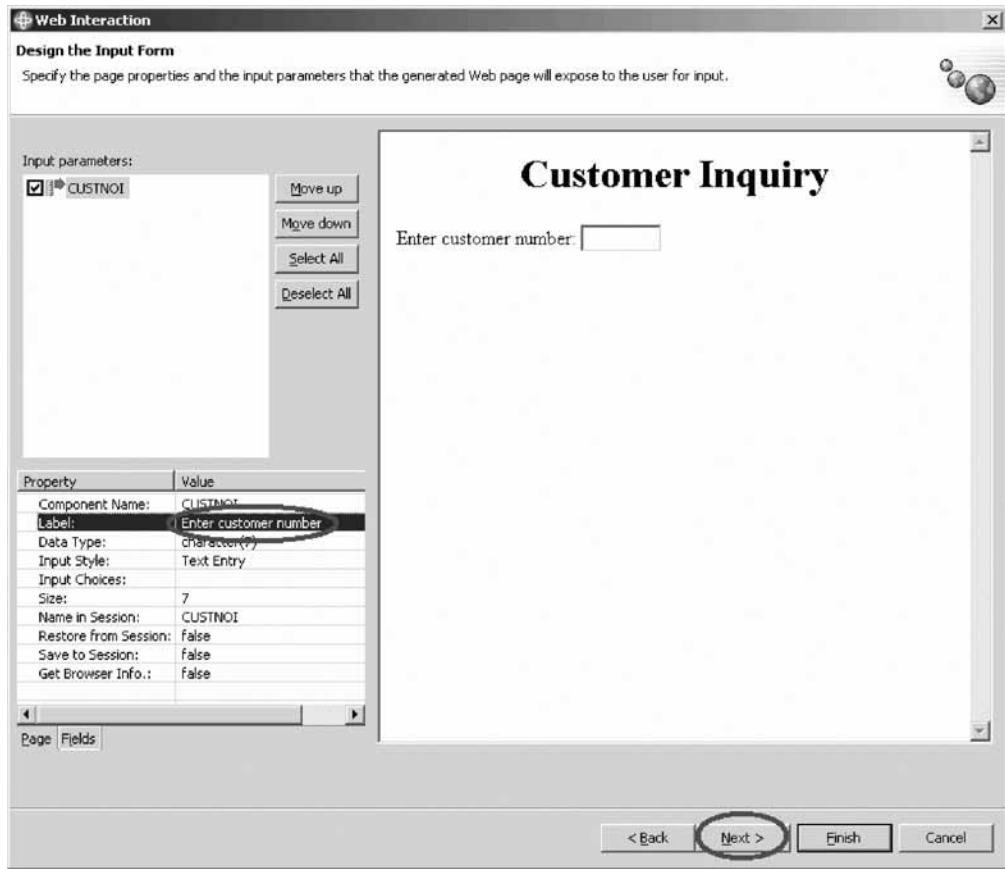 Web Interaction
Design the Input Form
Specify the page properties and the input parameters that the generated Web page will expose to the user for input.
Input parameters:
CUSTNOI
Move up
Move down
Select All
Deselect All
Customer Inquiry
Enter customer number:
Property Value
Component Name: CUSTNOI
Label: Enter customer number
Data Type: character(7)
Input Style: Text Entry
Input Choices:
Size: 7
Name in Session: CUSTNOI
Restore from Session: false
Save to Session: false
Get Browser Info.: false
Page Fields
< Back Next > Finish Cancel